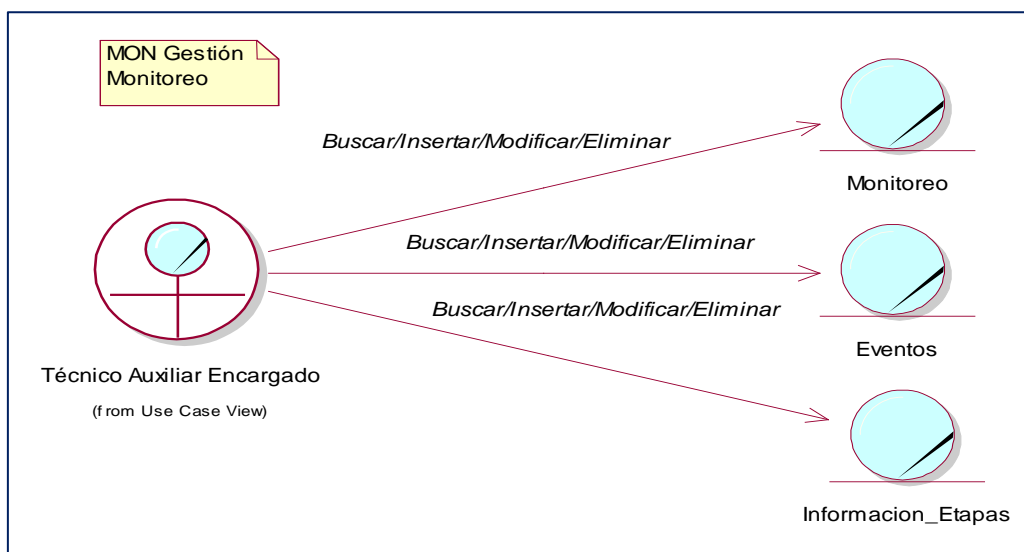 MON Gestión
Monitoreo
Buscar/Insertar/Modificar/Eliminar
Monitoreo
Buscar/Insertar/Modificar/Eliminar
Eventos
Buscar/Insertar/Modificar/Eliminar
Técnico Auxiliar Encargado
(from Use Case View)
Informacion_Etapas